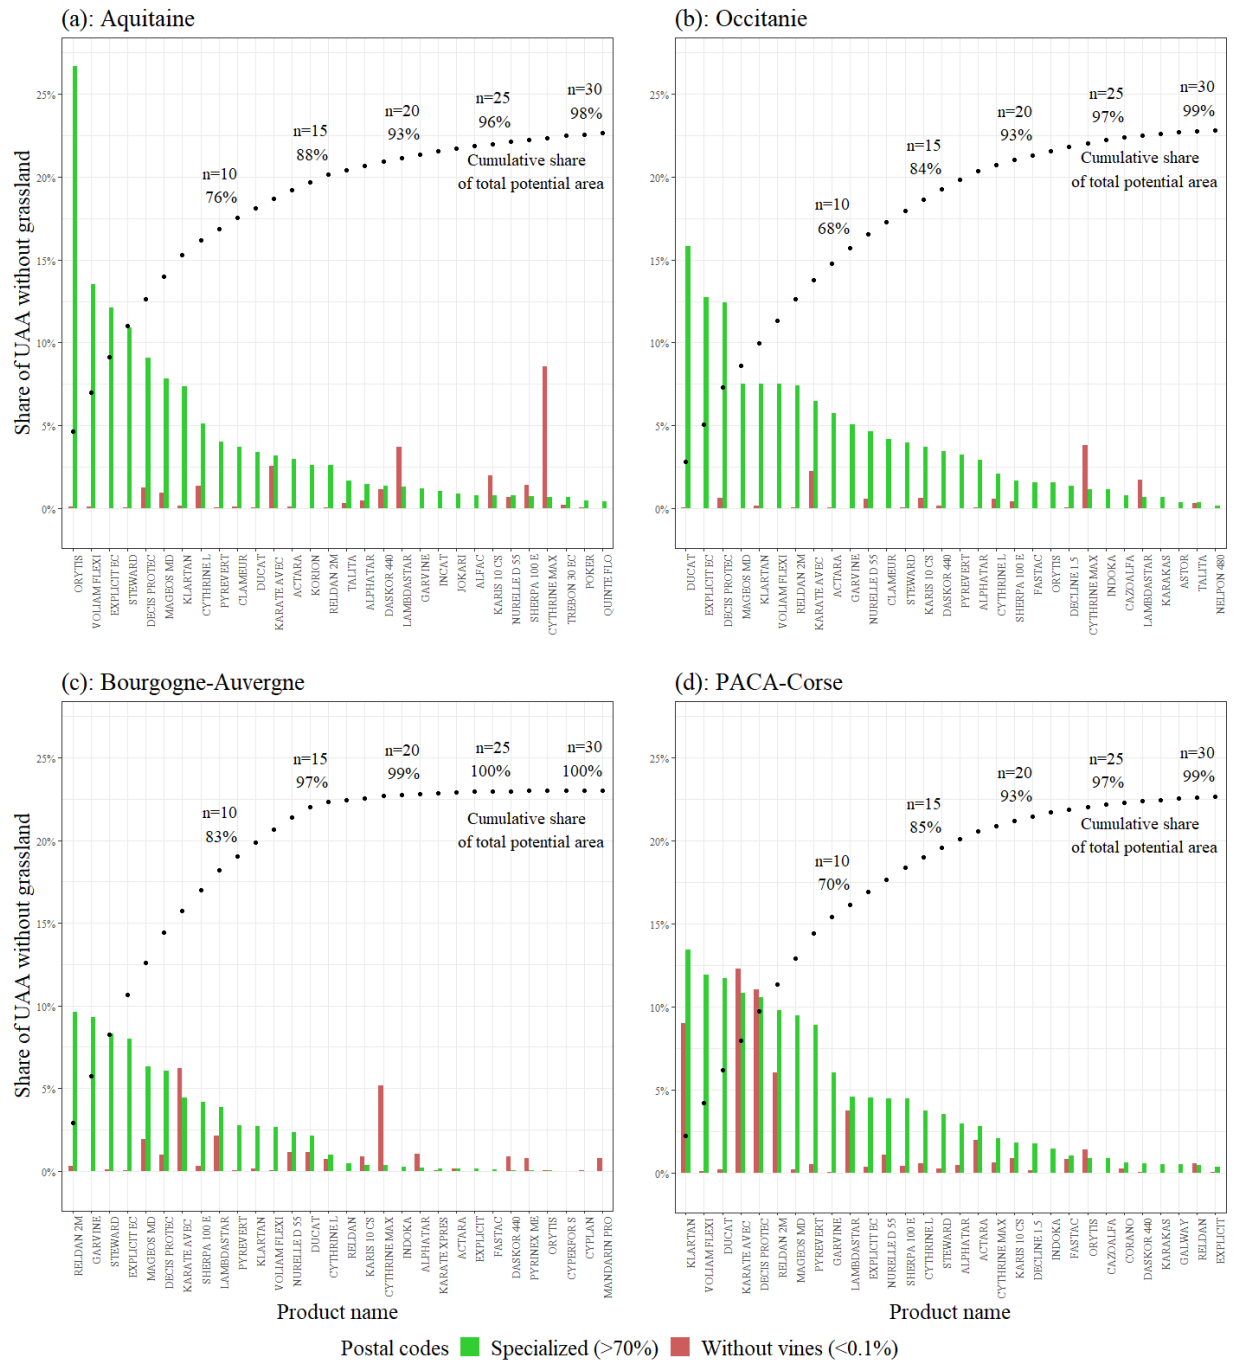 (a): Aquitaine
Share of UAA without grassland
25%
20%
15%
10%
5%
0%
n=10
76%
n=15
88%
n=20
93%
n=25
96%
n=30
98%
Cumulative share
of total potential area
ORYTIS
VOLIAM FLEXI
EXPLICIT EC
STEWARD
DECIS PROTEC
MAGEOS MD
KLARTAN
CYTHRINE L
PYREVERT
CLAMEUR
DUCAT
KARATE AVEC
ACTARA
KORION
RELDAN 2M
TALITA
ALPHATAR
DASKOR 440
LAMBDASTAR
GARVINE
INCAT
JOKARI
ALFAC
KARIS 10 CS
NURELLE D 55
SHERPA 100 E
CYTHRINE MAX
TREBON 30 EC
POKER
QUINTE FLO
(b): Occitanie
25%
20%
15%
10%
5%
0%
n=10
68%
n=15
84%
n=20
93%
n=25
97%
n=30
99%
Cumulative share
of total potential area
DUCAT
EXPLICIT EC
DECIS PROTEC
MAGEOS MD
KLARTAN
VOLIAM FLEXI
RELDAN 2M
KARATE AVEC
ACTARA
GARVINE
NURELLE D 55
CLAMEUR
STEWARD
KARIS 10 CS
DASKOR 440
PYREVERT
ALPHATAR
CYTHRINE L
SHERPA 100 E
FASTAC
ORYTIS
DECLINE 1.5
CYTHRINE MAX
INDOKA
CAZOALFA
LAMBDASTAR
KARAKAS
ASTOR
TALITA
NELPON 480
(c): Bourgogne-Auvergne
Share of UAA without grassland
25%
20%
15%
10%
5%
0%
n=10
83%
n=15
97%
n=20
99%
n=25
100%
n=30
100%
Cumulative share
of total potential area
RELDAN 2M
GARVINE
STEWARD
EXPLICIT EC
MAGEOS MD
DECIS PROTEC
KARATE AVEC
SHERPA 100 E
LAMBDASTAR
PYREVERT
KLARTAN
VOLIAM FLEXI
NURELLE D 55
DUCAT
CYTHRINE L
RELDAN
KARIS 10 CS
CYTHRINE MAX
INDOKA
ALPHATAR
KARATE XPRES
ACTARA
EXPLICIT
FASTAC
DASKOR 440
PYRINEX ME
ORYTIS
CYPERFOR S
CYPLAN
MANDARIN PRO
Product name
(d): PACA-Corse
25%
20%
15%
10%
5%
0%
n=10
70%
n=15
85%
n=20
93%
n=25
97%
n=30
99%
Cumulative share
of total potential area
KLARTAN
VOLIAM FLEXI
DUCAT
KARATE AVEC
DECIS PROTEC
RELDAN 2M
MAGEOS MD
PYREVERT
GARVINE
LAMBDASTAR
EXPLICIT EC
NURELLE D 55
SHERPA 100 E
CYTHRINE L
STEWARD
ALPHATAR
ACTARA
CYTHRINE MAX
KARIS 10 CS
DECLINE 1.5
INDOKA
FASTAC
ORYTIS
CAZOALFA
CORANO
DASKOR 440
KARAKAS
GALWAY
RELDAN
EXPLICIT
Product name
Postal codes Specialized (>70%) Without vines (<0.1%)